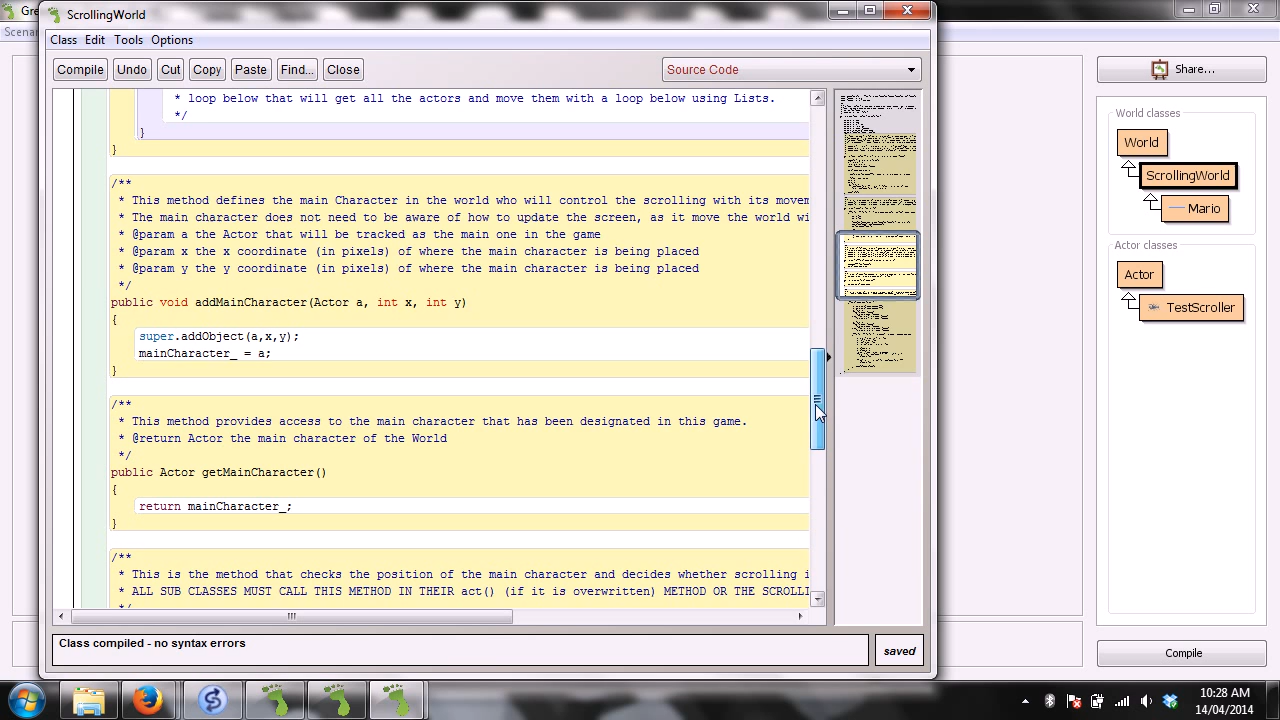 Gre
ScrollingWorld
Scenar
Class Edit Tools Options
Compile Undo Cut Copy Paste Find... Close Source Code
Share...
* loop below that will get all the actors and move them with a loop below using Lists.
*/
}
}
/**
* This method defines the main Character in the world who will control the scrolling with its movem
* The main character does not need to be aware of how to update the screen, as it move the world wi
* @param a the Actor that will be tracked as the main one in the game
* @param x the x coordinate (in pixels) of where the main character is being placed
* @param y the y coordinate (in pixels) of where the main character is being placed
*/
public void addMainCharacter(Actor a, int x, int y)
{
super.addObject(a,x,y);
mainCharacter_ = a;
}
/**
* This method provides access to the main character that has been designated in this game.
* @return Actor the main character of the World
*/
public Actor getMainCharacter()
{
return mainCharacter_;
}
/**
* This is the method that checks the position of the main character and decides whether scrolling i
* ALL SUB CLASSES MUST CALL THIS METHOD IN THEIR act() (if it is overwritten) METHOD OR THE SCROLLI
Class compiled - no syntax errors
saved
World classes
World
ScrollingWorld
Mario
Actor classes
Actor
TestScroller
Compile
10:28 AM
14/04/2014